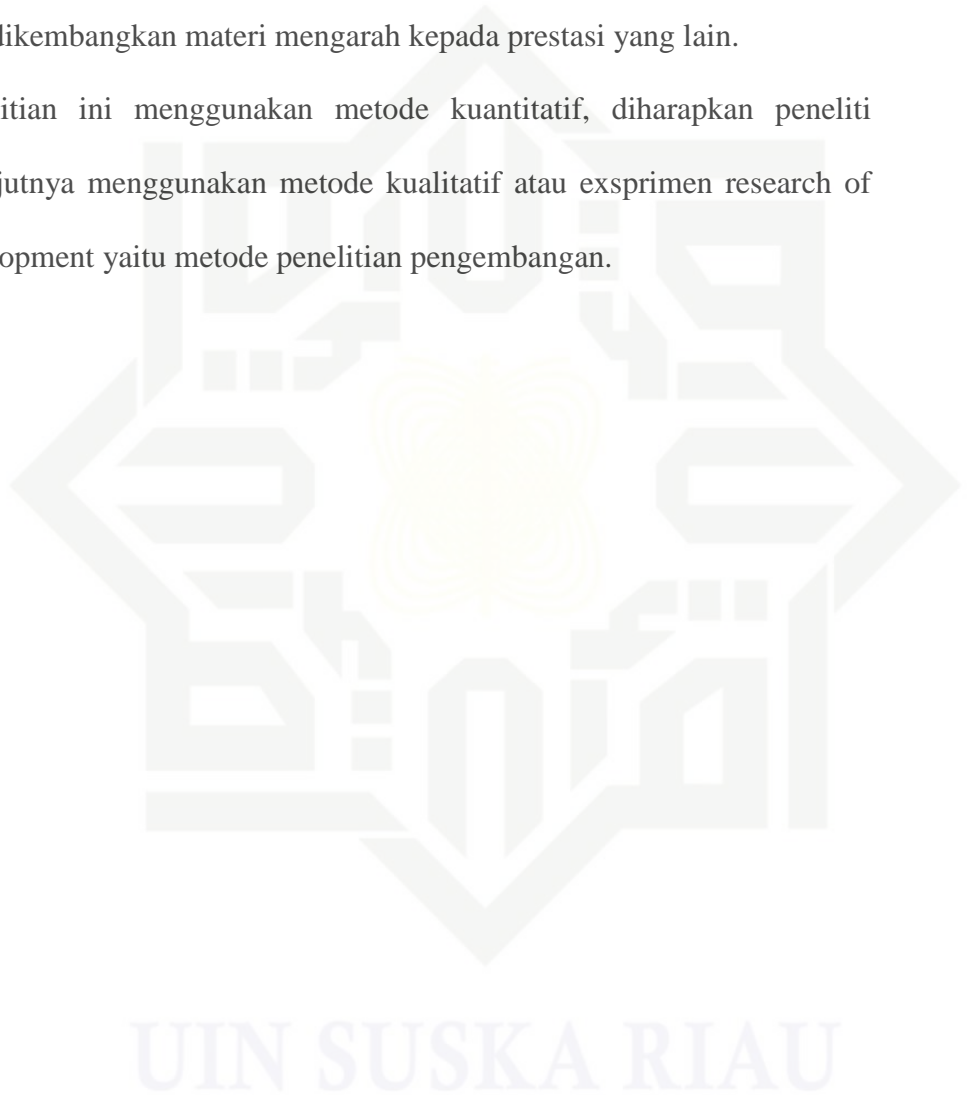 dikembangkan materi mengarah kepada prestasi yang lain.
itian ini menggunakan metode kuantitatif, diharapkan peneliti
jutnya menggunakan metode kualitatif atau exsprimen research of
opment yaitu metode penelitian pengembangan.
UIN SUSKA RIAU